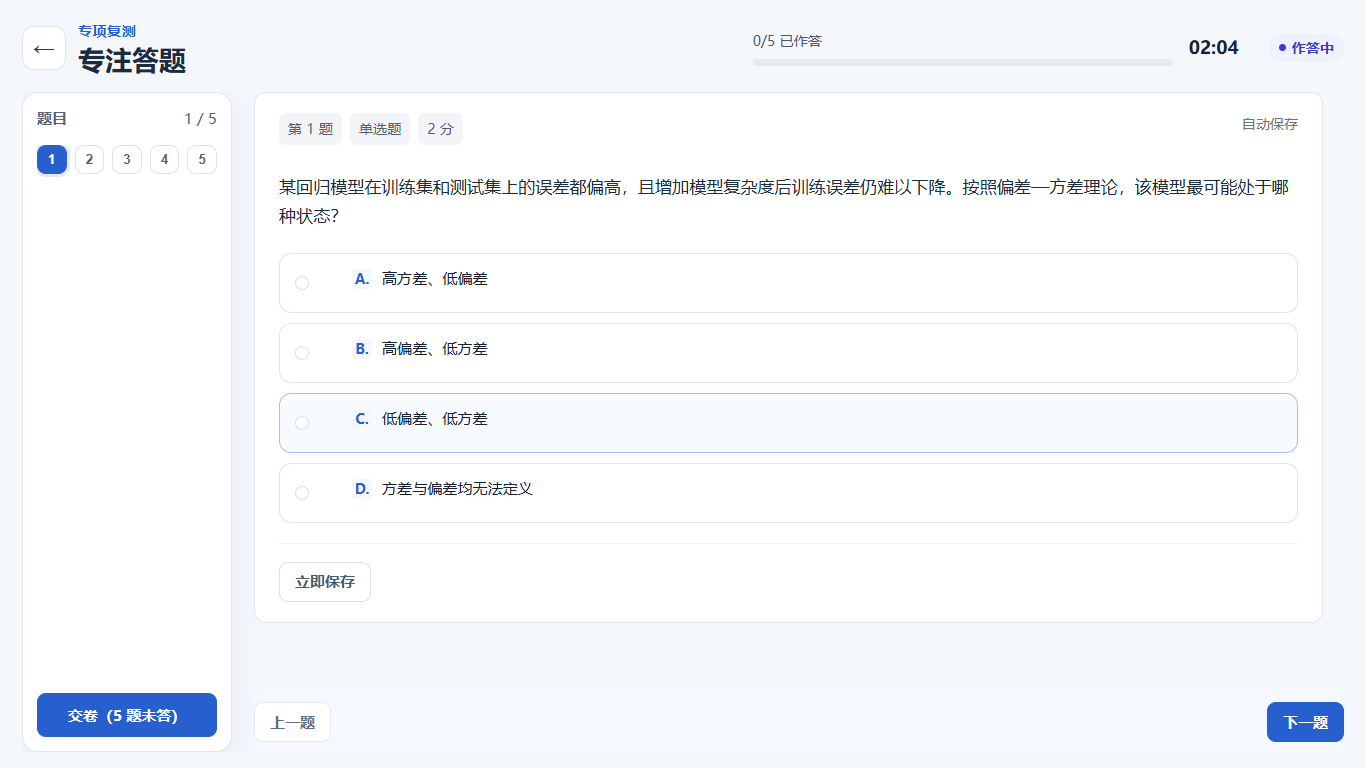 ←
专项复测
专注答题
0/5 已作答
02:04
作答中
题目
1 / 5
1 2 3 4 5
交卷（5 题未答）
第 1 题 单选题 2 分
自动保存
某回归模型在训练集和测试集上的误差都偏高，且增加模型复杂度后训练误差仍难以下降。按照偏差—方差理论，该模型最可能处于哪
种状态？
A. 高方差、低偏差
B. 高偏差、低方差
C. 低偏差、低方差
D. 方差与偏差均无法定义
立即保存
上一题
下一题